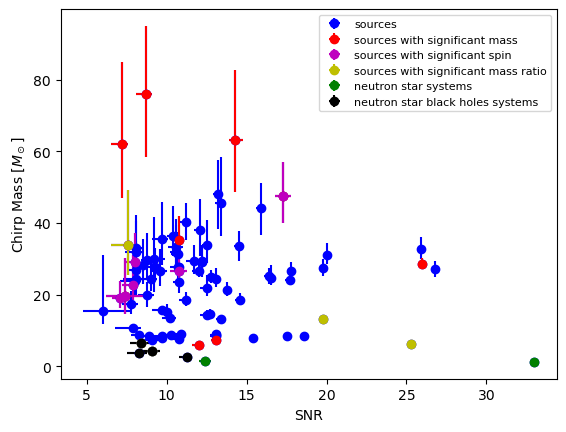 sources
sources with significant mass
sources with significant spin
sources with significant mass ratio
neutron star systems
neutron star black holes systems
80
60
40
20
0
Chirp Mass [M⊙]
5 10 15 20 25 30
SNR